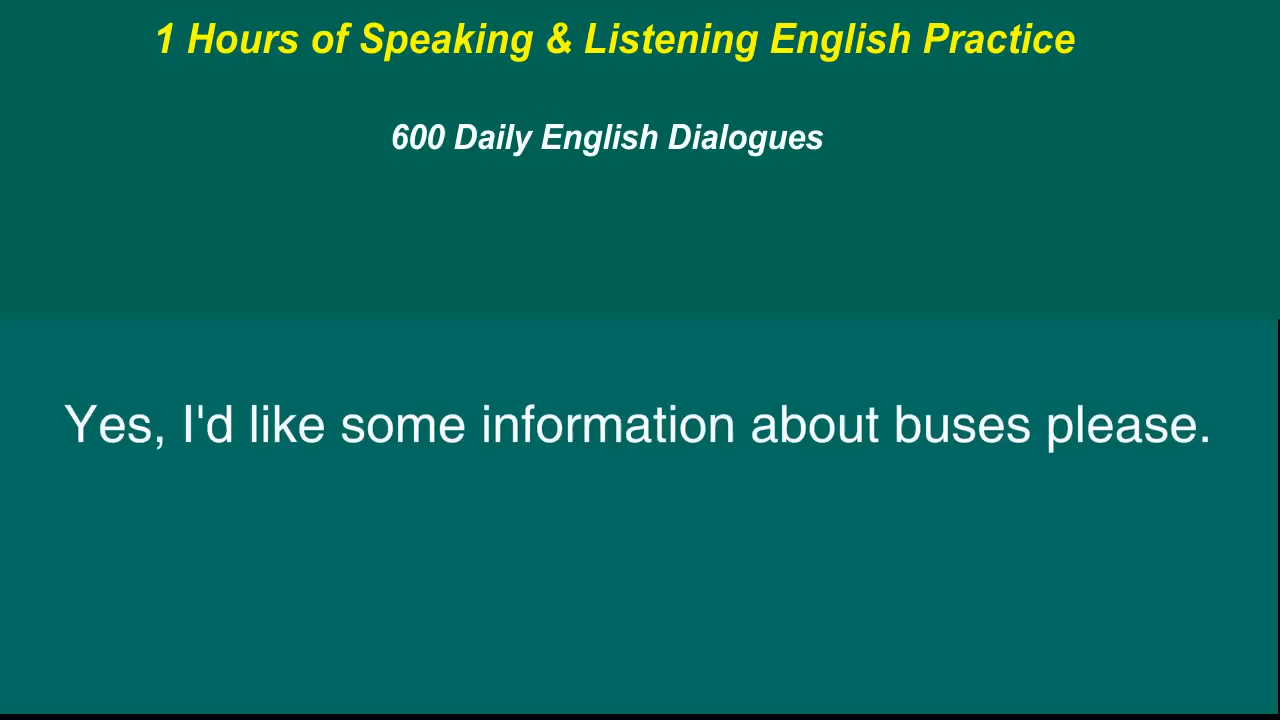 1 Hours of Speaking & Listening English Practice
600 Daily English Dialogues
Yes, I'd like some information about buses please.